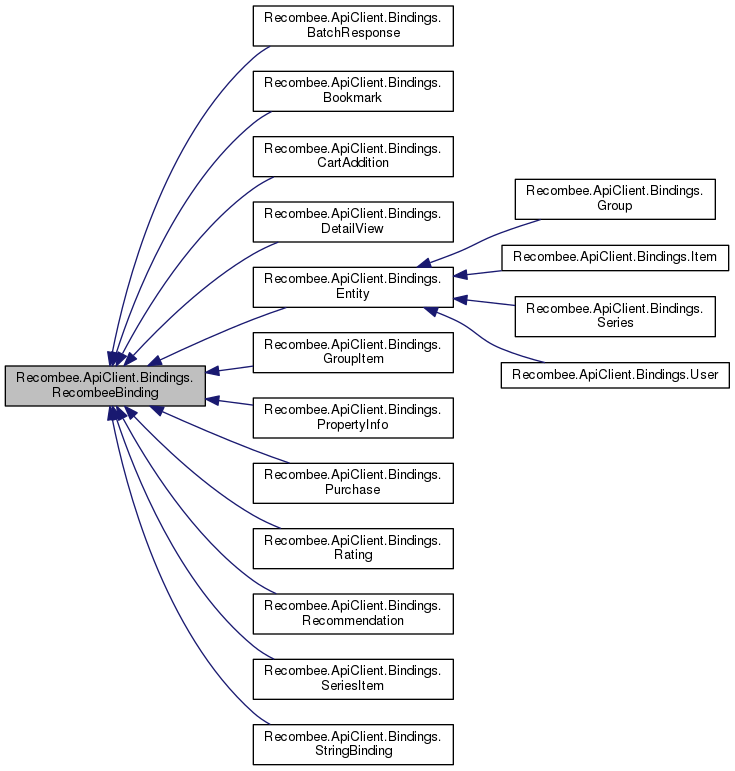 Recombee.ApiClient.Bindings.
RecombeeBinding
Recombee.ApiClient.Bindings.
BatchResponse
Recombee.ApiClient.Bindings.
Bookmark
Recombee.ApiClient.Bindings.
CartAddition
Recombee.ApiClient.Bindings.
DetailView
Recombee.ApiClient.Bindings.
Entity
Recombee.ApiClient.Bindings.
Group
Recombee.ApiClient.Bindings.Item
Recombee.ApiClient.Bindings.
Series
Recombee.ApiClient.Bindings.User
Recombee.ApiClient.Bindings.
GroupItem
Recombee.ApiClient.Bindings.
PropertyInfo
Recombee.ApiClient.Bindings.
Purchase
Recombee.ApiClient.Bindings.
Rating
Recombee.ApiClient.Bindings.
Recommendation
Recombee.ApiClient.Bindings.
SeriesItem
Recombee.ApiClient.Bindings.
StringBinding